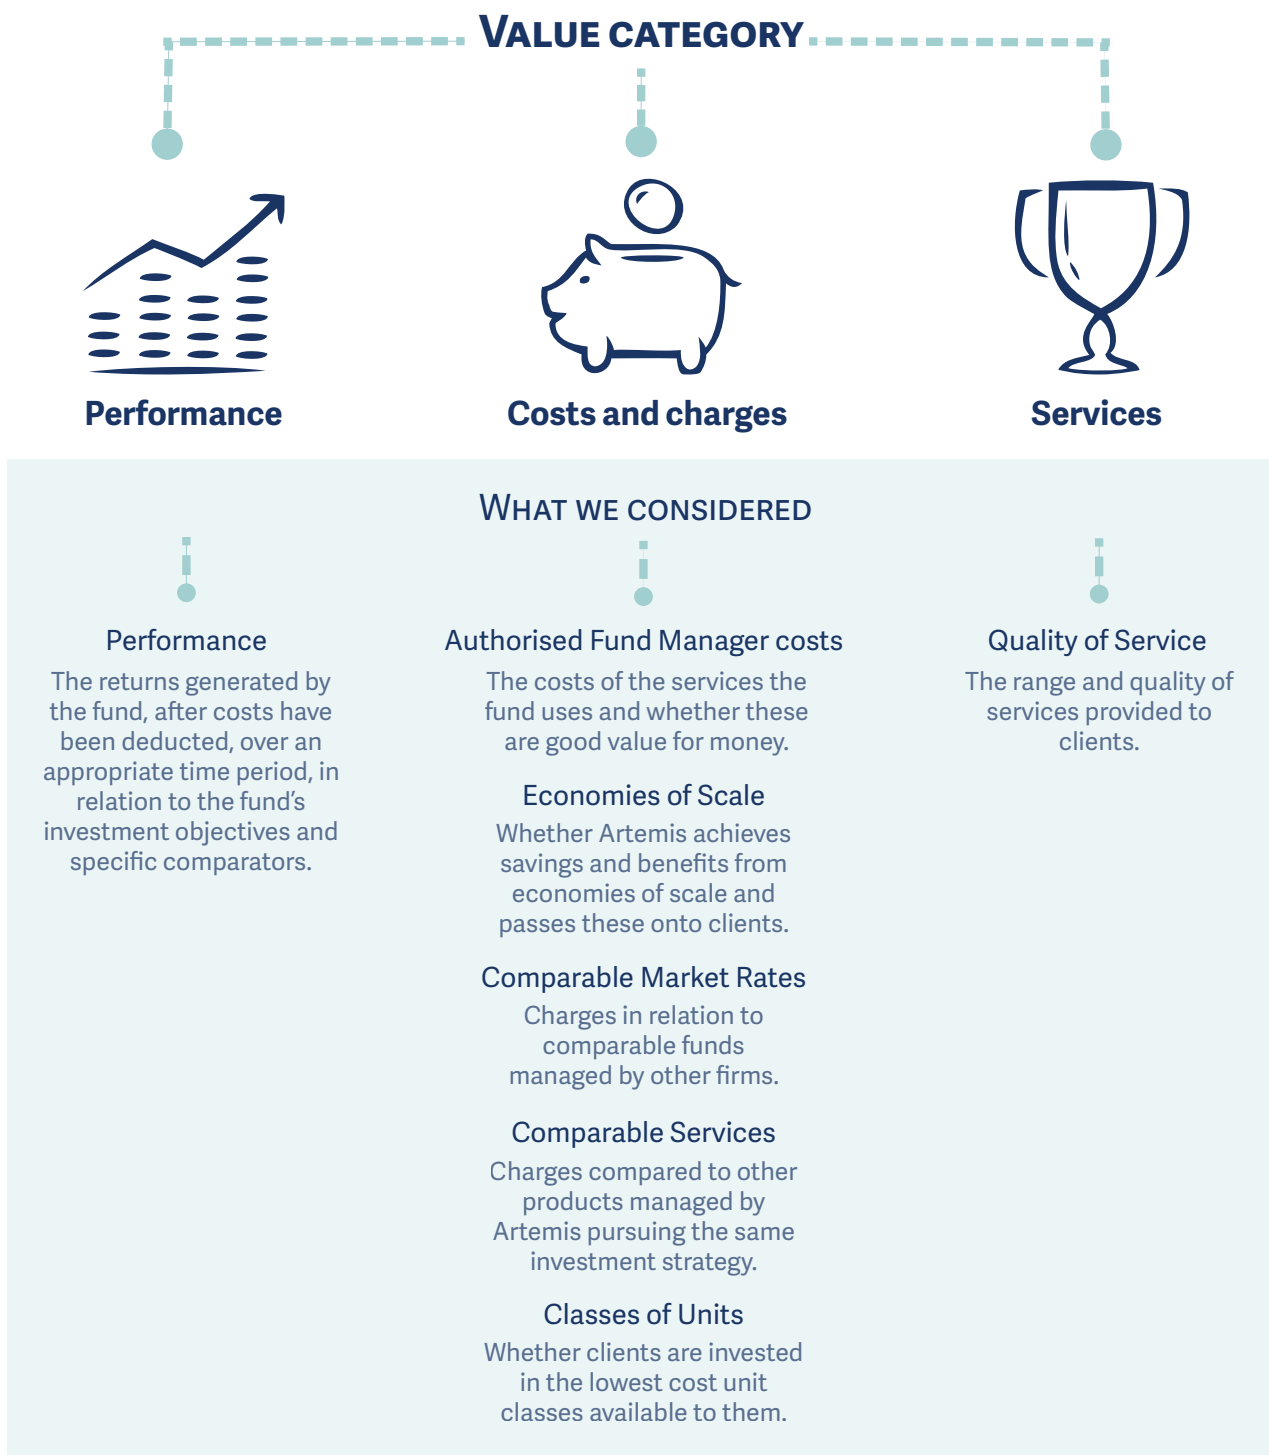 VALUE CATEGORY
Performance
Costs and charges
Services
WHAT WE CONSIDERED
Performance
The returns generated by
the fund, after costs have
been deducted, over an
appropriate time period, in
relation to the fund's
investment objectives and
specific comparators.
Authorised Fund Manager costs
The costs of the services the
fund uses and whether these
are good value for money.
Economies of Scale
Whether Artemis achieves
savings and benefits from
economies of scale and
passes these onto clients.
Comparable Market Rates
Charges in relation to
comparable funds
managed by other firms.
Comparable Services
Charges compared to other
products managed by
Artemis pursuing the same
investment strategy.
Classes of Units
Whether clients are invested
in the lowest cost unit
classes available to them.
Quality of Service
The range and quality of
services provided to
clients.